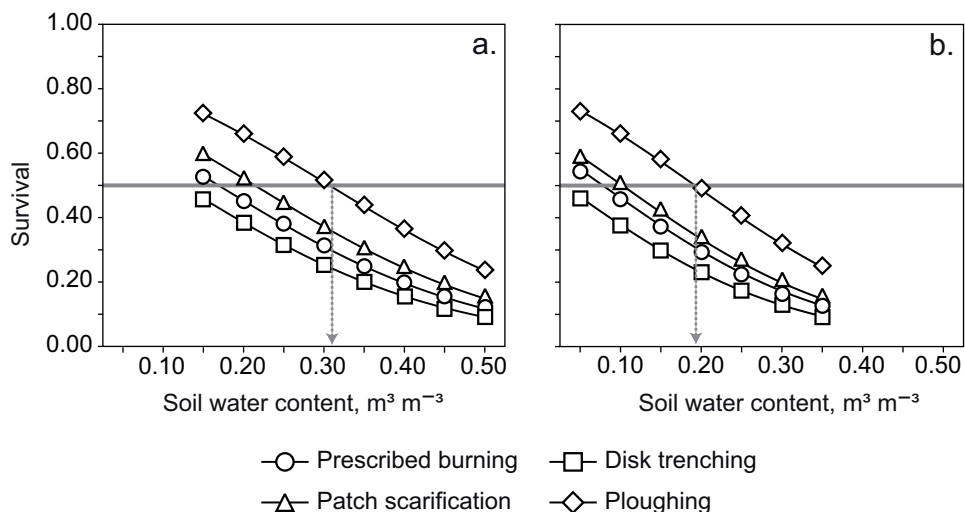 1.00
0.80
0.60
0.40
0.20
0.00
Survival
a.
0.10 0.20 0.30 0.40 0.50
Soil water content, m³ m⁻³
b.
0.10 0.20 0.30 0.40 0.50
Soil water content, m³ m⁻³
Prescribed burning
Disk trenching
Patch scarification
Ploughing